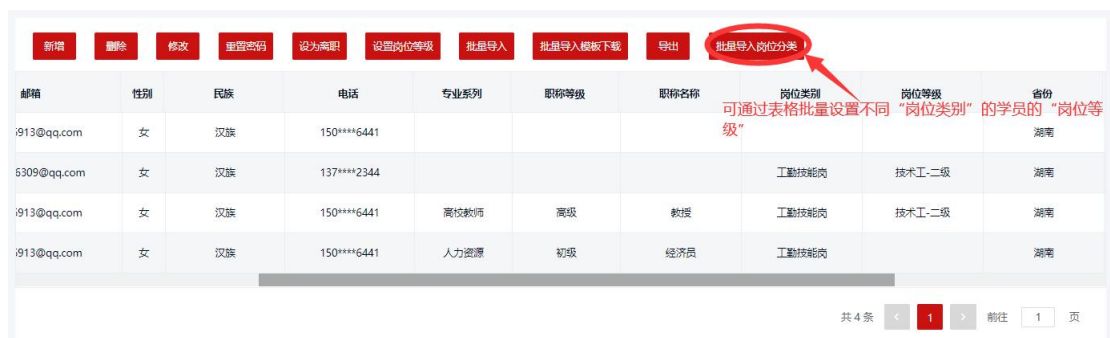 新增 删除 修改 重置密码 设为离职 设置岗位等级 批量导入 批量导入模板下载 导出 批量导入岗位分类
邮箱 性别 民族 电话 专业系列 职称等级 职称名称 岗位类别 岗位等级 省份
可通过表格批量设置不同“岗位类别”的学员的“岗位等
级”
5913@qq.com 女 汉族 150****6441 湖南
6309@qq.com 女 汉族 137****2344 工勤技能岗 技术工-二级 湖南
5913@qq.com 女 汉族 150****6441 高校教师 高级 教授 工勤技能岗 技术工-二级 湖南
5913@qq.com 女 汉族 150****6441 人力资源 初级 经济员 工勤技能岗 湖南
共 4 条 < 1 > 前往 1 页